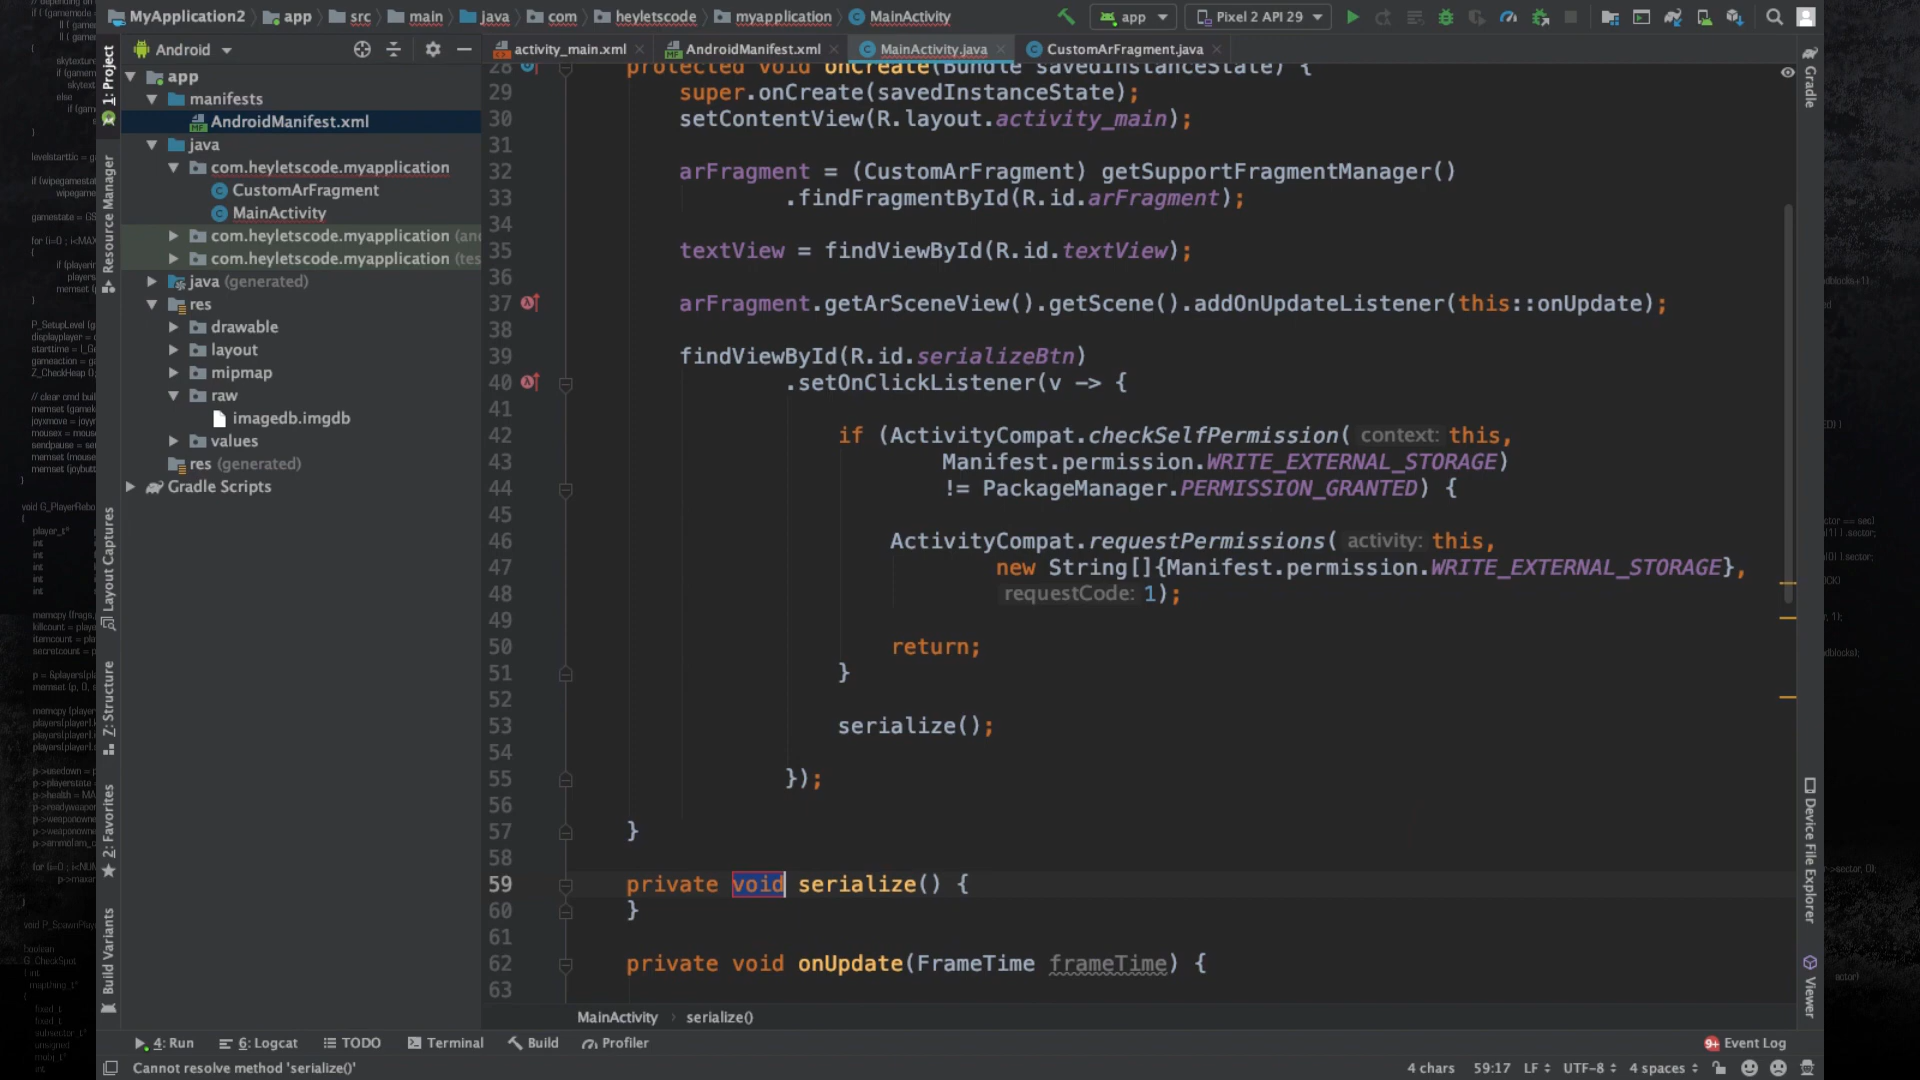 MyApplication2 app src main java com heyletscode myapplication MainActivity app Pixel 2 API 29
Android
activity_main.xml AndroidManifest.xml MainActivity.java CustomArFragment.java
1: Project
Resource Manager
Layout Captures
Z: Structure
2: Favorites
Build Variants
app
manifests
AndroidManifest.xml
java
com.heyletscode.myapplication
CustomArFragment
MainActivity
com.heyletscode.myapplication (and
com.heyletscode.myapplication (tes
java (generated)
res
drawable
layout
mipmap
raw
imagedb.imgdb
values
res (generated)
Gradle Scripts
28 protected void onCreate(Bundle savedInstanceState) {
29 super.onCreate(savedInstanceState);
30 setContentView(R.layout.activity_main);
31
32 arFragment = (CustomArFragment) getSupportFragmentManager()
33 .findFragmentById(R.id.arFragment);
34
35 textView = findViewById(R.id.textView);
36
37 arFragment.getArSceneView().getScene().addOnUpdateListener(this::onUpdate);
38
39 findViewById(R.id.serializeBtn)
40 .setOnClickListener(v -> {
41
42 if (ActivityCompat.checkSelfPermission( context: this,
43 Manifest.permission.WRITE_EXTERNAL_STORAGE)
44 != PackageManager.PERMISSION_GRANTED) {
45
46 ActivityCompat.requestPermissions( activity: this,
47 new String[]{Manifest.permission.WRITE_EXTERNAL_STORAGE},
48 requestCode: 1);
49
50 return;
51 }
52
53 serialize();
54
55 });
56
57 }
58
59 private void serialize() {
60 }
61
62 private void onUpdate(FrameTime frameTime) {
63
Gradle
Device File Explorer
Viewer
MainActivity › serialize()
4: Run 6: Logcat TODO Terminal Build Profiler 9+ Event Log
Cannot resolve method 'serialize()' 4 chars 59:17 LF UTF-8 4 spaces